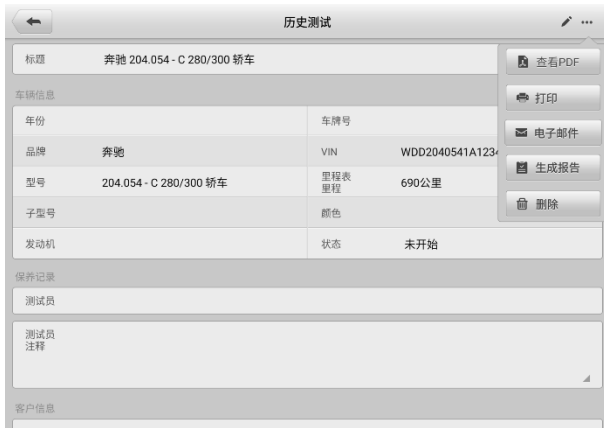 历史测试
标题 奔驰 204.054 - C 280/300 轿车
查看PDF
打印
电子邮件
生成报告
删除
车辆信息
年份 车牌号
品牌 奔驰 VIN WDD2040541A1234
型号 204.054 - C 280/300 轿车 里程表
里程 690公里
子型号 颜色
发动机 状态 未开始
保养记录
测试员
测试员
注释
客户信息